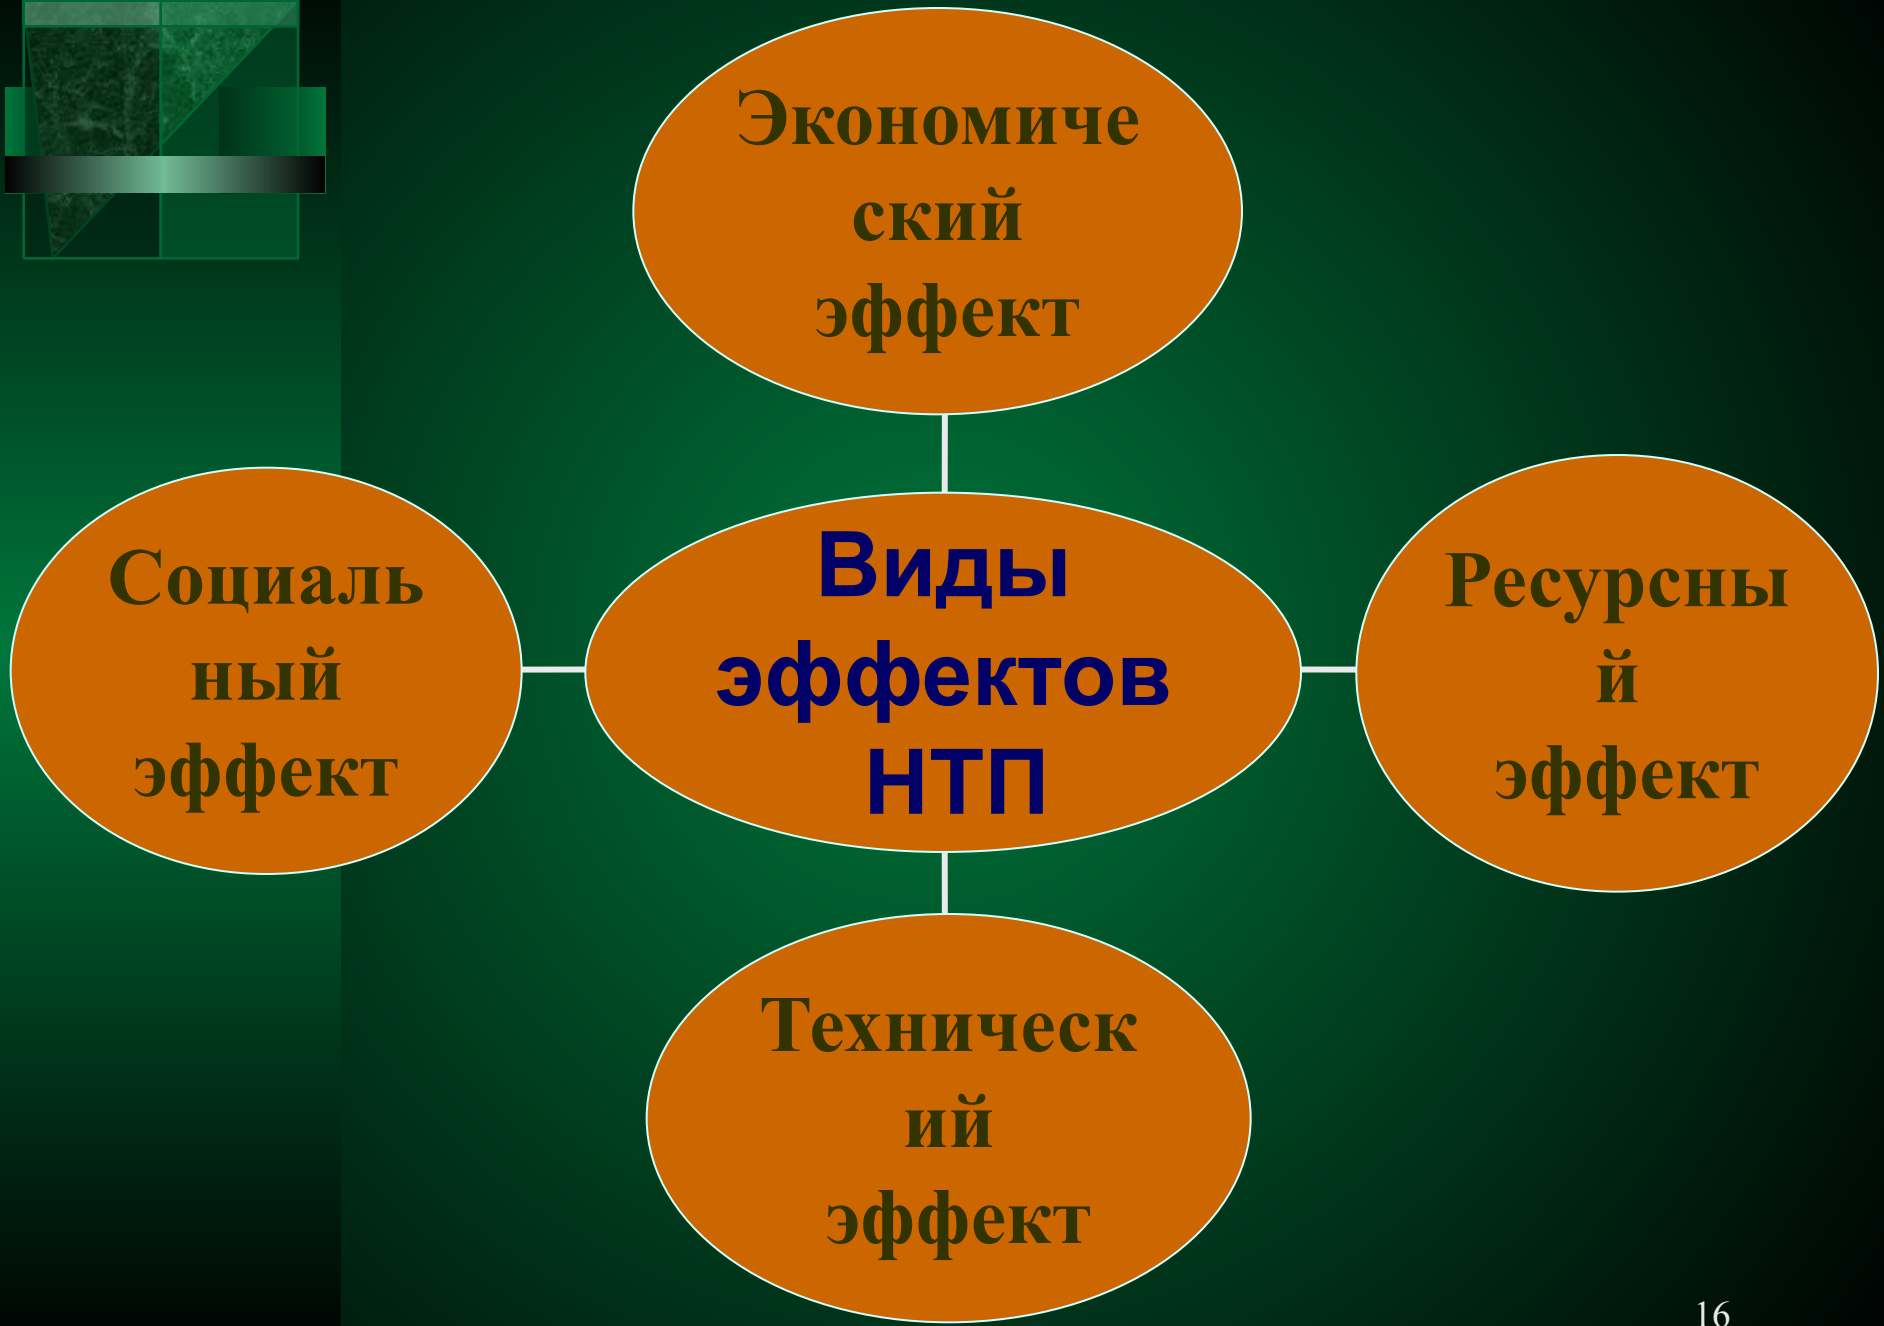 Экономиче
ский
эффект
Социаль
ный
эффект
Виды
эффектов
НТП
Ресурсны
й
эффект
Техническ
ий
эффект
16